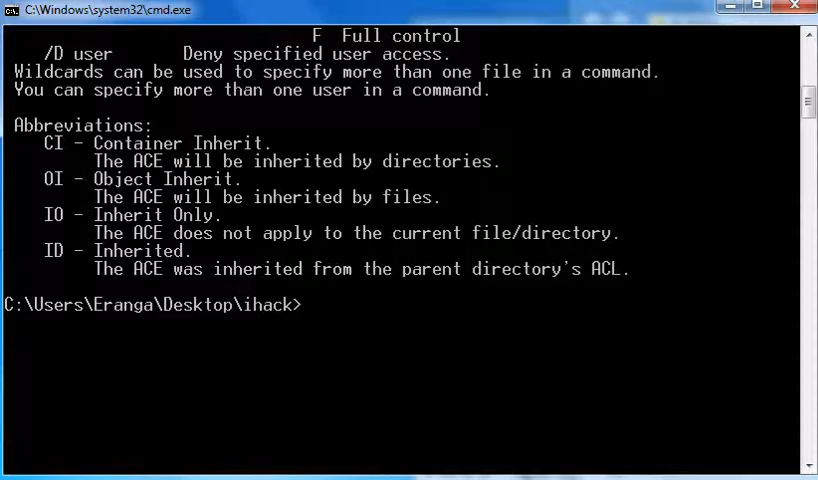 C:\Windows\system32\cmd.exe
F  Full control
/D user       Deny specified user access.
Wildcards can be used to specify more than one file in a command.
You can specify more than one user in a command.
Abbreviations:
CI - Container Inherit.
The ACE will be inherited by directories.
OI - Object Inherit.
The ACE will be inherited by files.
IO - Inherit Only.
The ACE does not apply to the current file/directory.
ID - Inherited.
The ACE was inherited from the parent directory's ACL.
C:\Users\Eranga\Desktop\ihack>